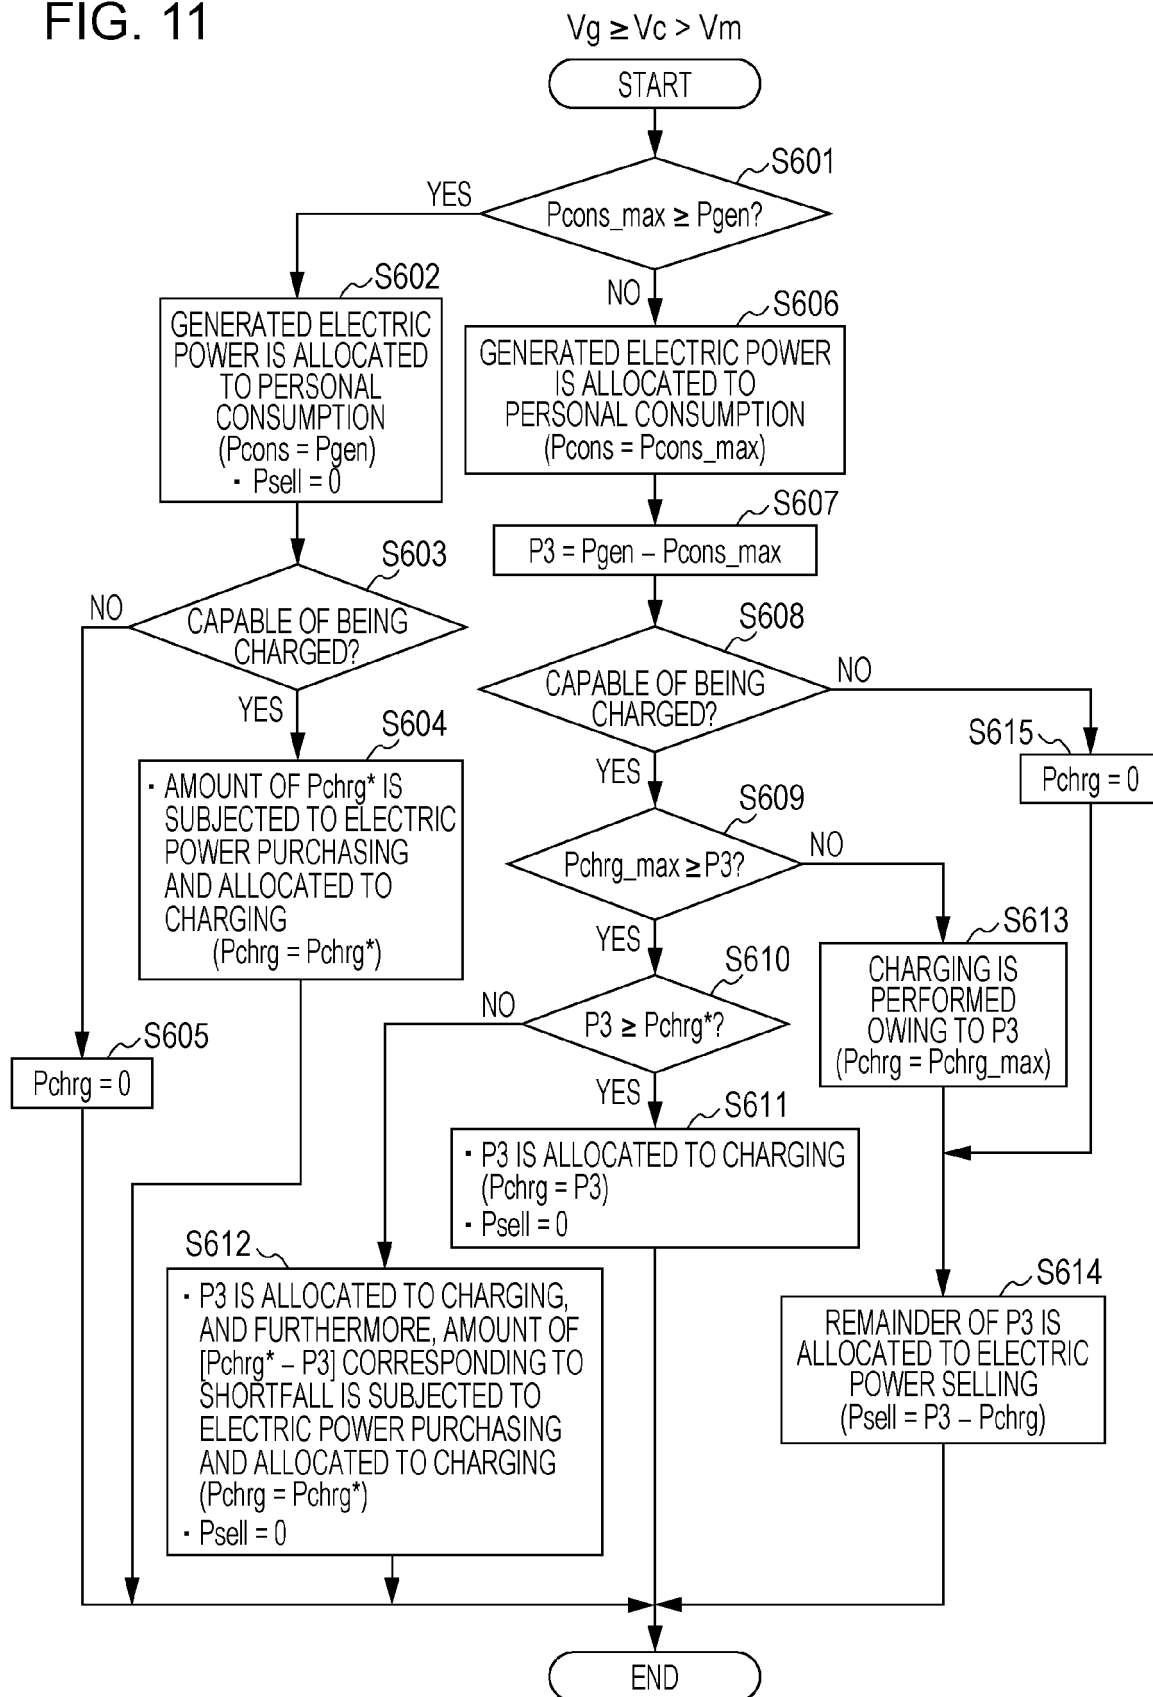 FIG. 11
Vg ≥ Vc > Vm
START
S601
Pcons_max ≥ Pgen?
YES
NO
S602
GENERATED ELECTRIC
POWER IS ALLOCATED
TO PERSONAL
CONSUMPTION
(Pcons = Pgen)
· Psell = 0
S606
GENERATED ELECTRIC POWER
IS ALLOCATED TO
PERSONAL CONSUMPTION
(Pcons = Pcons_max)
S607
P3 = Pgen – Pcons_max
S603
CAPABLE OF BEING
CHARGED?
NO
YES
S608
CAPABLE OF BEING
CHARGED?
NO
YES
S604
· AMOUNT OF Pchrg* IS
SUBJECTED TO ELECTRIC
POWER PURCHASING
AND ALLOCATED TO
CHARGING
(Pchrg = Pchrg*)
S615
Pchrg = 0
S609
Pchrg_max ≥ P3?
NO
YES
S613
CHARGING IS
PERFORMED
OWING TO P3
(Pchrg = Pchrg_max)
S610
P3 ≥ Pchrg*?
NO
YES
S605
Pchrg = 0
S611
· P3 IS ALLOCATED TO CHARGING
(Pchrg = P3)
· Psell = 0
S612
· P3 IS ALLOCATED TO CHARGING,
AND FURTHERMORE, AMOUNT OF
[Pchrg* – P3] CORRESPONDING TO
SHORTFALL IS SUBJECTED TO
ELECTRIC POWER PURCHASING
AND ALLOCATED TO CHARGING
(Pchrg = Pchrg*)
· Psell = 0
S614
REMAINDER OF P3 IS
ALLOCATED TO ELECTRIC
POWER SELLING
(Psell = P3 – Pchrg)
END